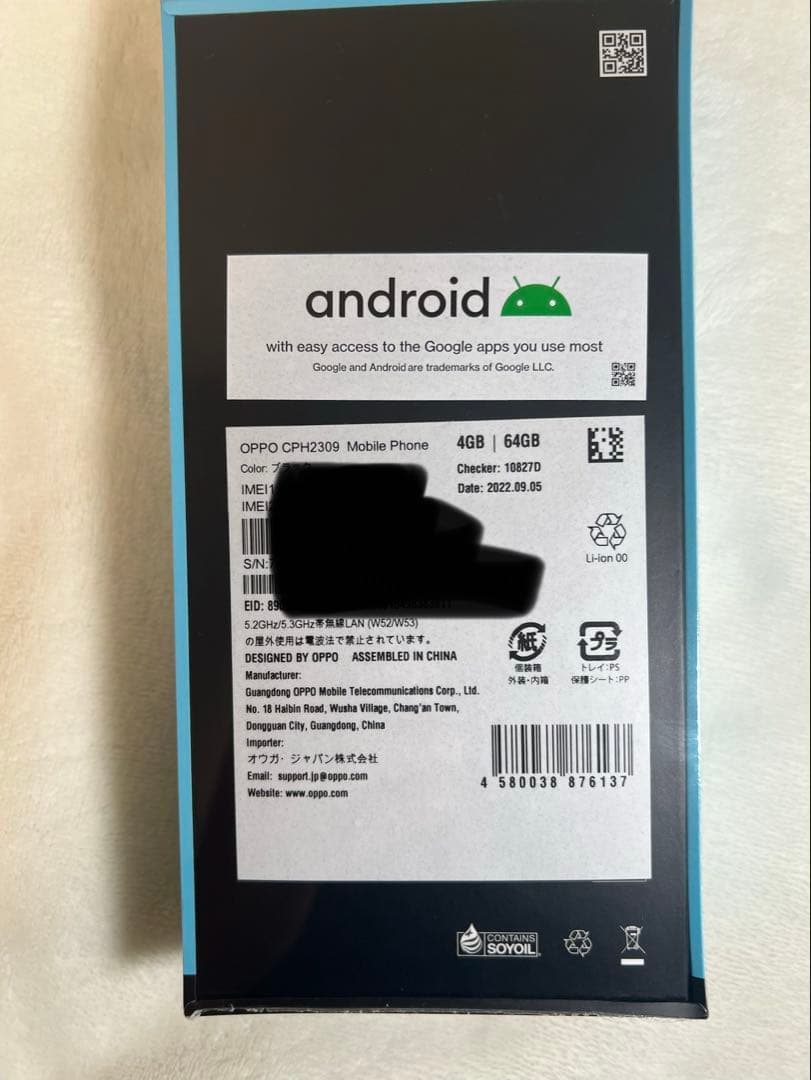 android
with easy access to the Google apps you use most
Google and Android are trademarks of Google LLC.
OPPO CPH2309 Mobile Phone 4GB | 64GB
Color: ブラック
Checker: 10827D
IMEI1
Date: 2022.09.05
IMEI
Li-ion 00
S/N:
EID: 89
5.2GHz/5.3GHz帯無線LAN (W52/W53)
の屋外使用は電波法で禁止されています。
DESIGNED BY OPPO ASSEMBLED IN CHINA
紙
個装箱
外装・内箱
プラ
トレイ:PS
保護シート:PP
Manufacturer:
Guangdong OPPO Mobile Telecommunications Corp., Ltd.
No. 18 Haibin Road, Wusha Village, Chang'an Town,
Dongguan City, Guangdong, China
Importer:
オウガ・ジャパン株式会社
Email: support.jp@oppo.com
Website: www.oppo.com
4 580038 876137
CONTAINS
SOYOIL